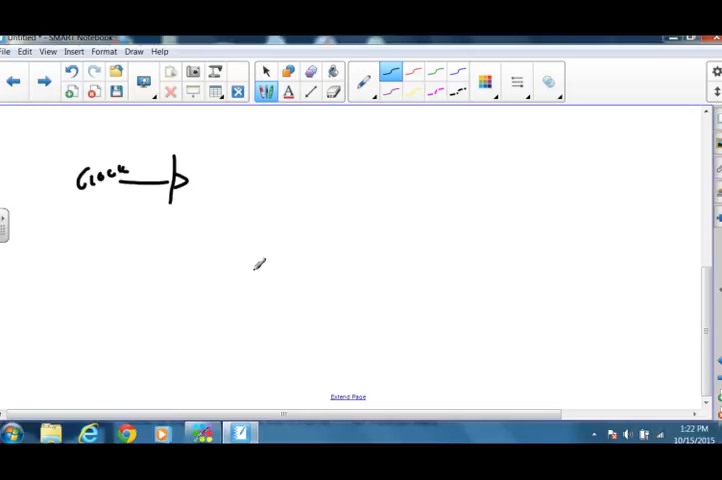 Untitled * - SMART Notebook
File Edit View Insert Format Draw Help
Clock
Extend Page
1:22 PM
10/15/2015